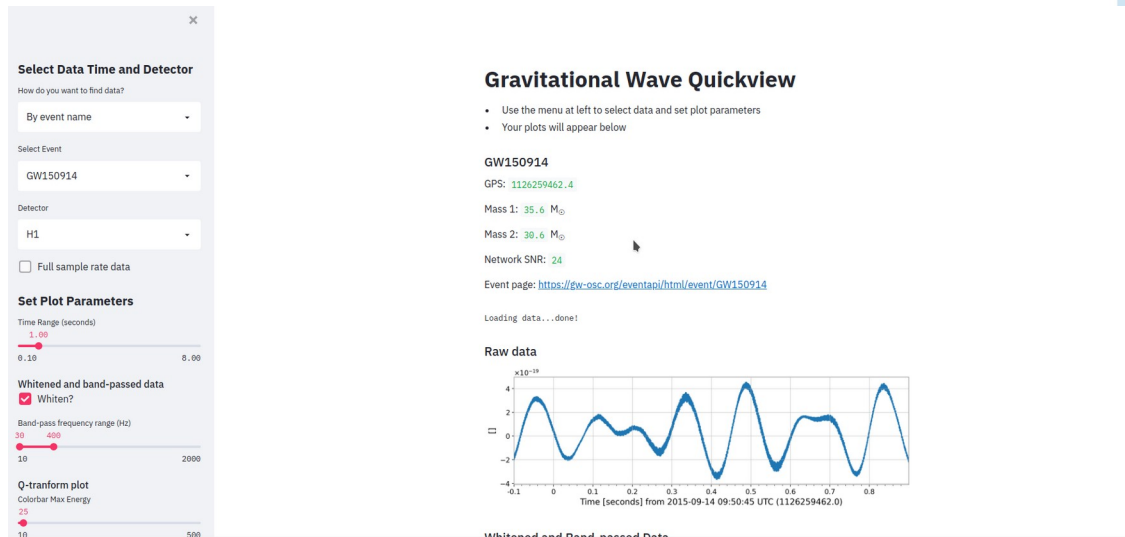 ×
Select Data Time and Detector
How do you want to find data?
By event name
Select Event
GW150914
Detector
H1
Full sample rate data
Set Plot Parameters
Time Range (seconds)
1.00
0.10 8.00
Whitened and band-passed data
Whiten?
Band-pass frequency range (Hz)
30 400
10 2000
Q-tranform plot
Colorbar Max Energy
25
10 500
Gravitational Wave Quickview
• Use the menu at left to select data and set plot parameters
• Your plots will appear below
GW150914
GPS: 1126259462.4
Mass 1: 35.6 M☉
Mass 2: 30.6 M☉
Network SNR: 24
Event page: https://gw-osc.org/eventapi/html/event/GW150914
Loading data...done!
Raw data
×10⁻¹⁹
4
2
0
−2
−4
[]
-0.1 0 0.1 0.2 0.3 0.4 0.5 0.6 0.7 0.8
Time [seconds] from 2015-09-14 09:50:45 UTC (1126259462.0)
Whitened and Band-passed Data